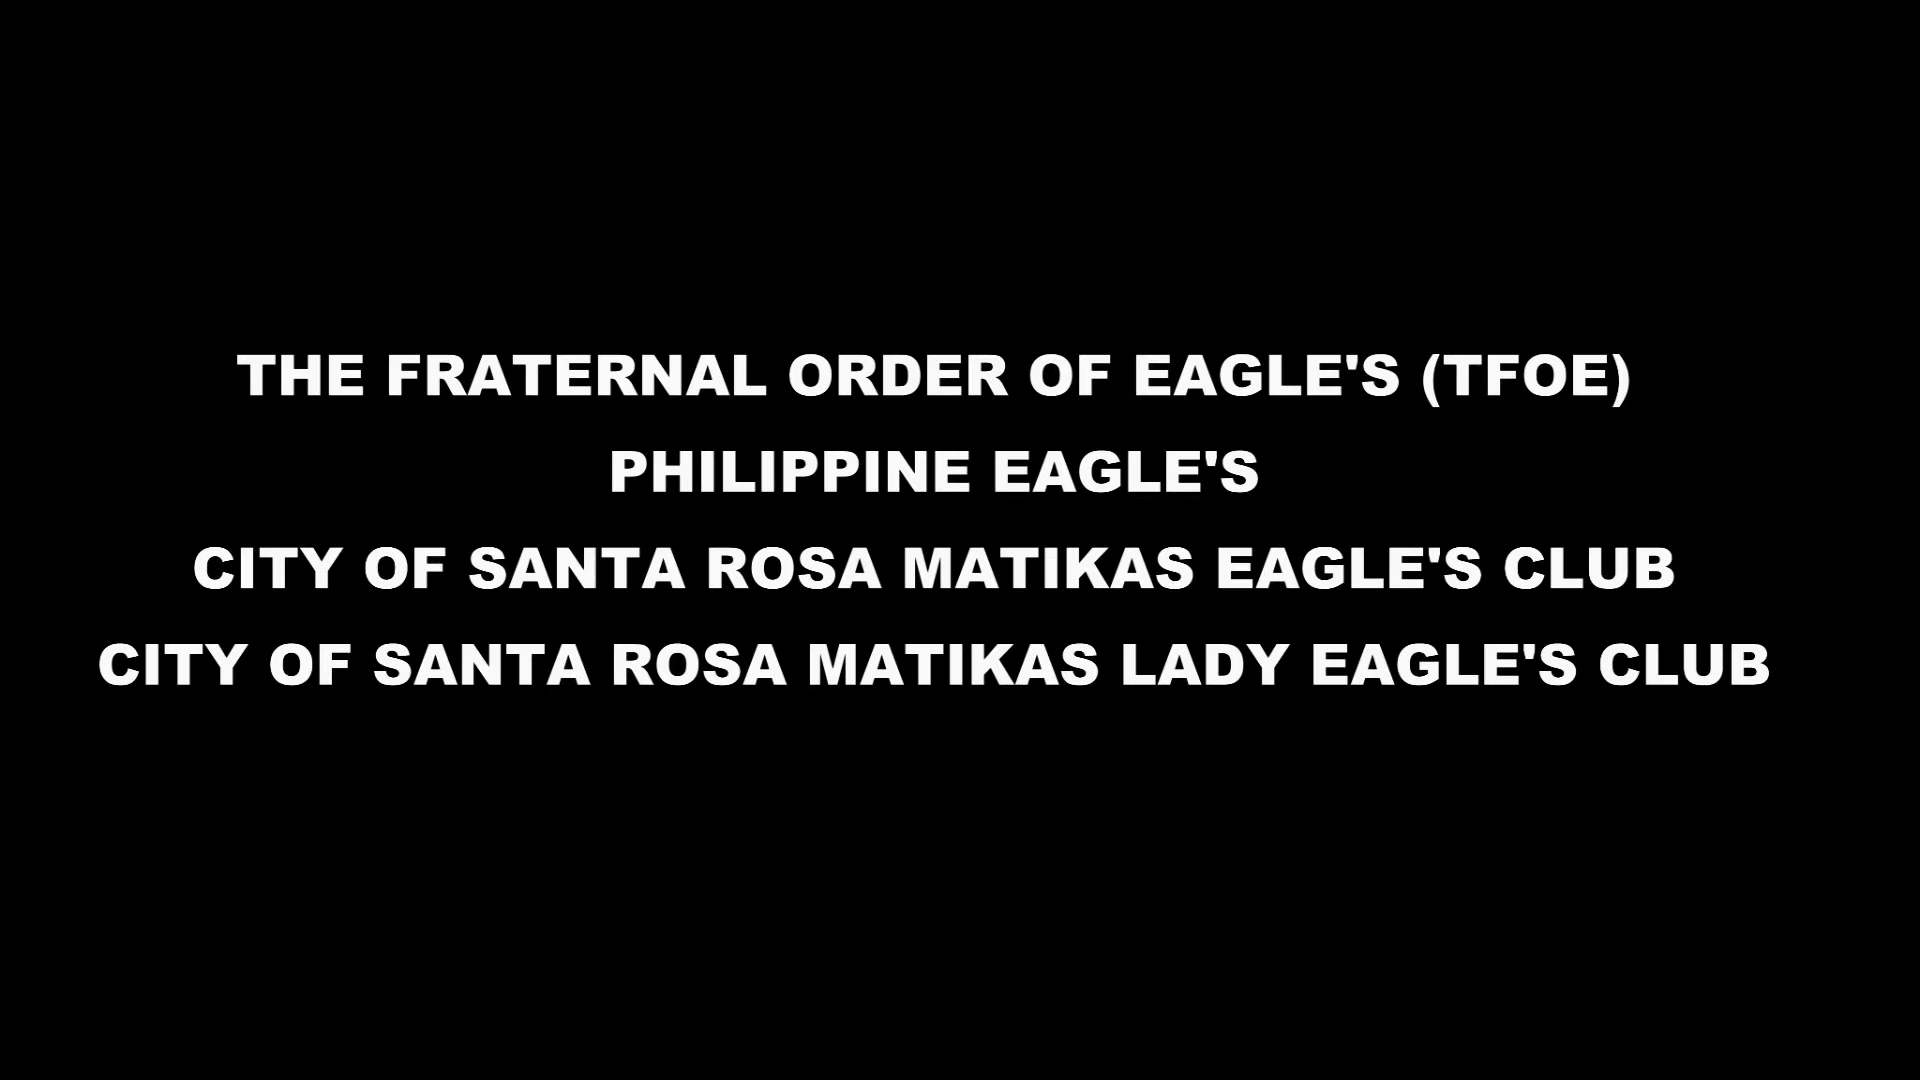 THE FRATERNAL ORDER OF EAGLE'S (TFOE)
PHILIPPINE EAGLE'S
CITY OF SANTA ROSA MATIKAS EAGLE'S CLUB
CITY OF SANTA ROSA MATIKAS LADY EAGLE'S CLUB